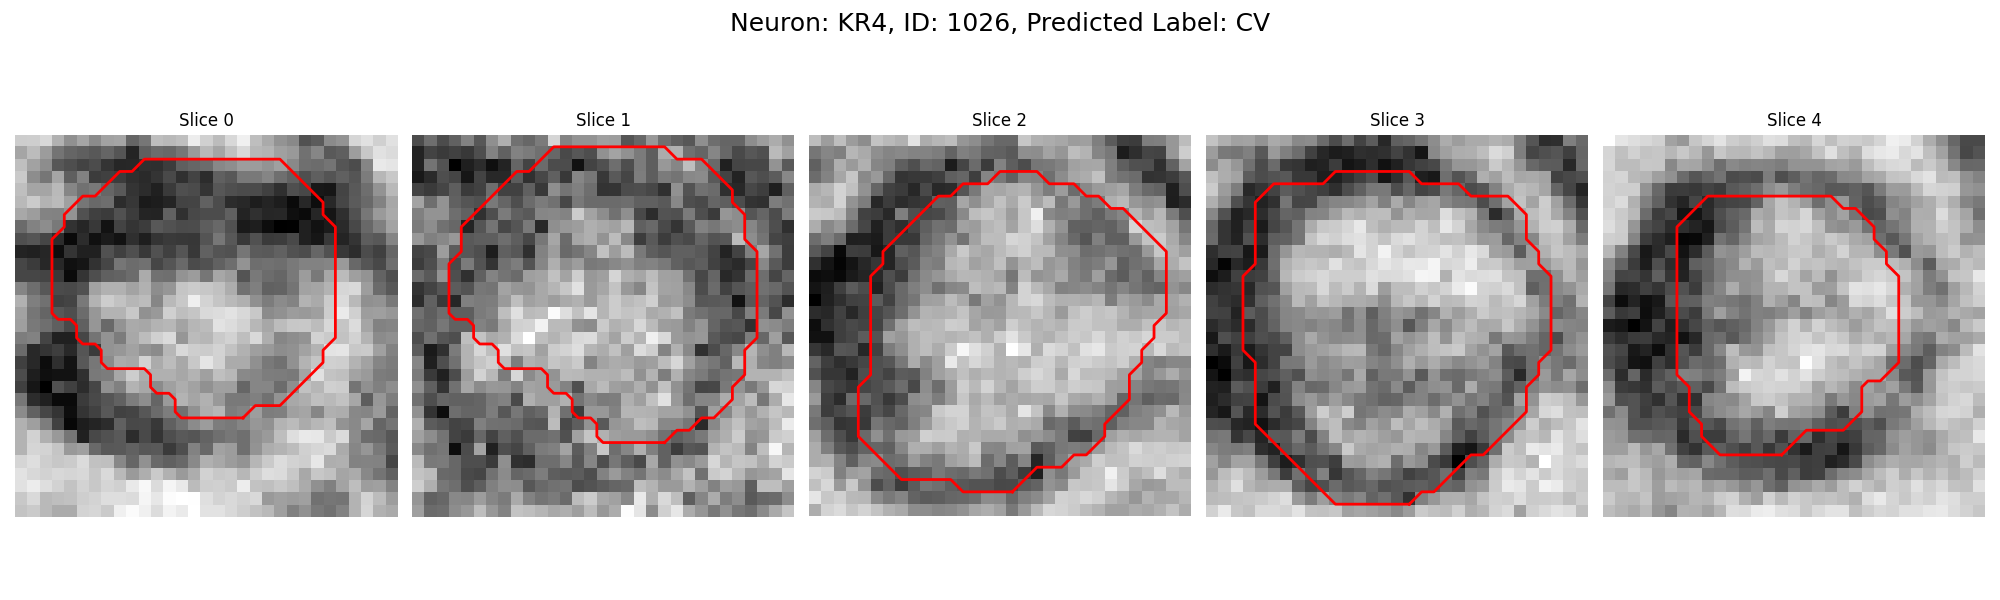 Neuron: KR4, ID: 1026, Predicted Label: CV
Slice 0
Slice 1
Slice 2
Slice 3
Slice 4